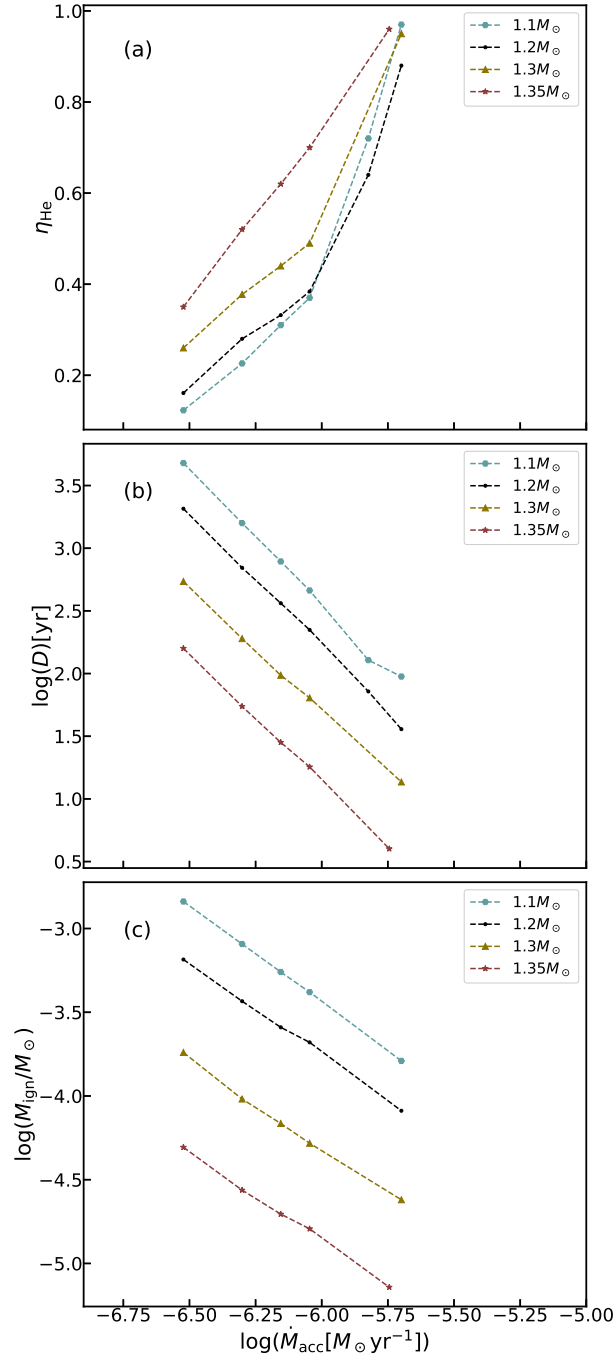 1.0
0.8
0.6
0.4
0.2
η_He
(a)
1.1M⊙
1.2M⊙
1.3M⊙
1.35M⊙
3.5
3.0
2.5
2.0
1.5
1.0
0.5
log(D)[yr]
(b)
1.1M⊙
1.2M⊙
1.3M⊙
1.35M⊙
−3.0
−3.5
−4.0
−4.5
−5.0
log(M_ign/M⊙)
(c)
1.1M⊙
1.2M⊙
1.3M⊙
1.35M⊙
−6.75 −6.50 −6.25 −6.00 −5.75 −5.50 −5.25 −5.00
log(Ṁ_acc[M⊙yr⁻¹])